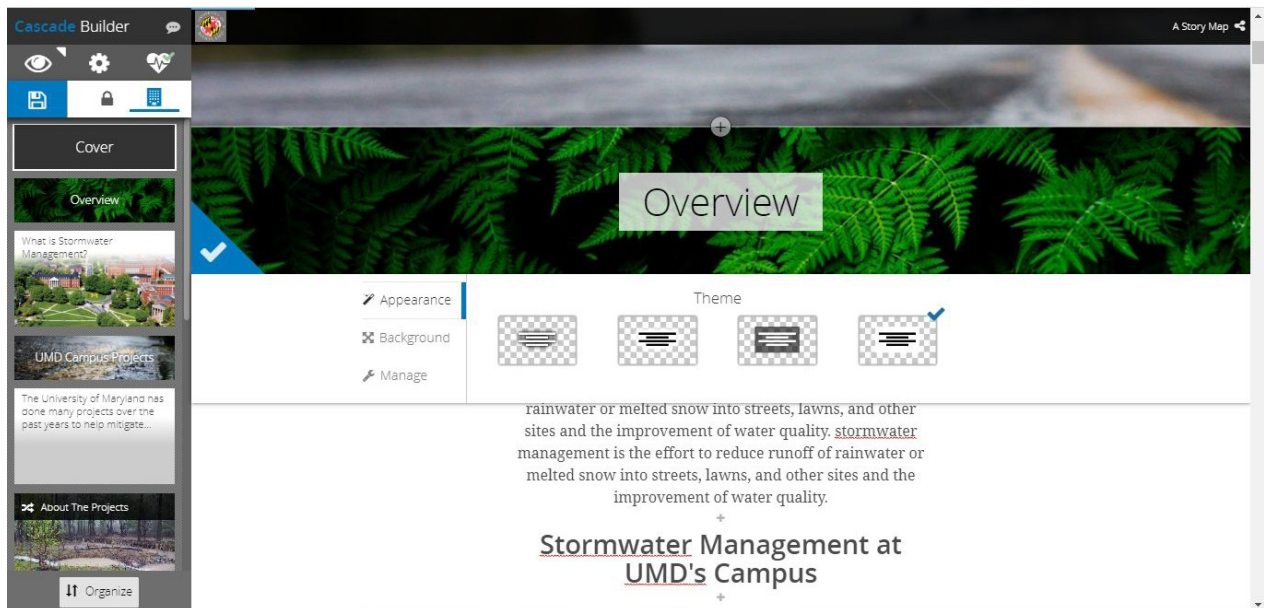 Cascade Builder
A Story Map
Cover
Overview
What is Stormwater
Management?
UMD Campus Projects
The University of Maryland has
done many projects over the
past years to help mitigate...
About The Projects
Organize
Overview
Appearance
Background
Manage
Theme
rainwater or melted snow into streets, lawns, and other
sites and the improvement of water quality. stormwater
management is the effort to reduce runoff of rainwater or
melted snow into streets, lawns, and other sites and the
improvement of water quality.
Stormwater Management at
UMD's Campus